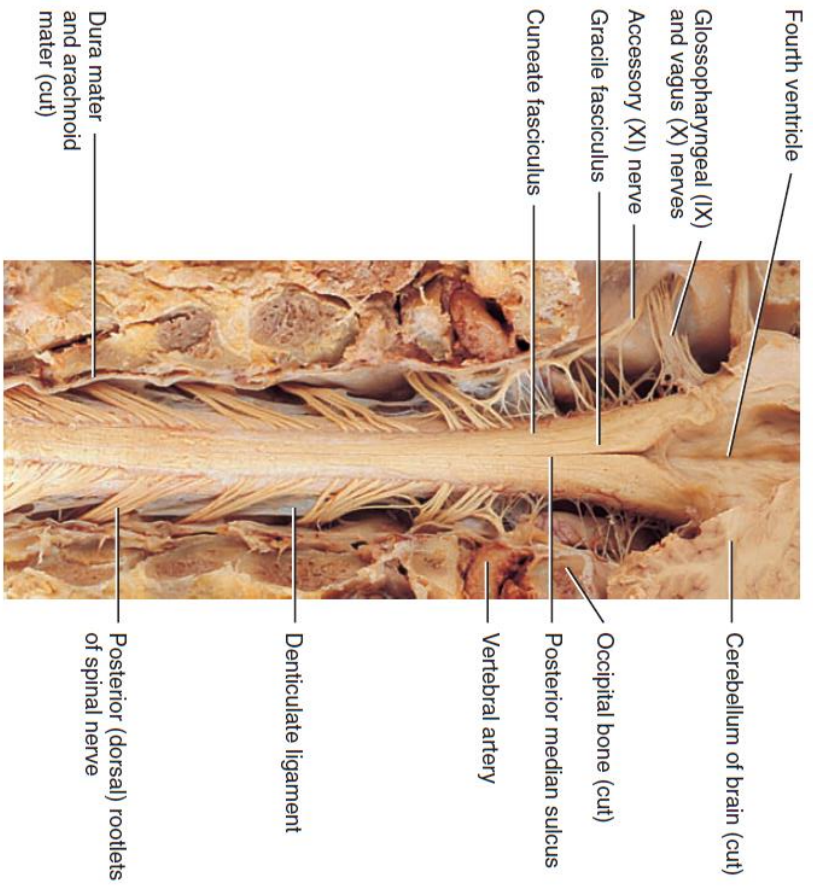 Fourth ventricle
Glossopharyngeal (IX)
and vagus (X) nerves
Accessory (XI) nerve
Gracile fasciculus
Cuneate fasciculus
Dura mater
and arachnoid
mater (cut)
Cerebellum of brain (cut)
Occipital bone (cut)
Posterior median sulcus
Vertebral artery
Denticulate ligament
Posterior (dorsal) rootlets
of spinal nerve